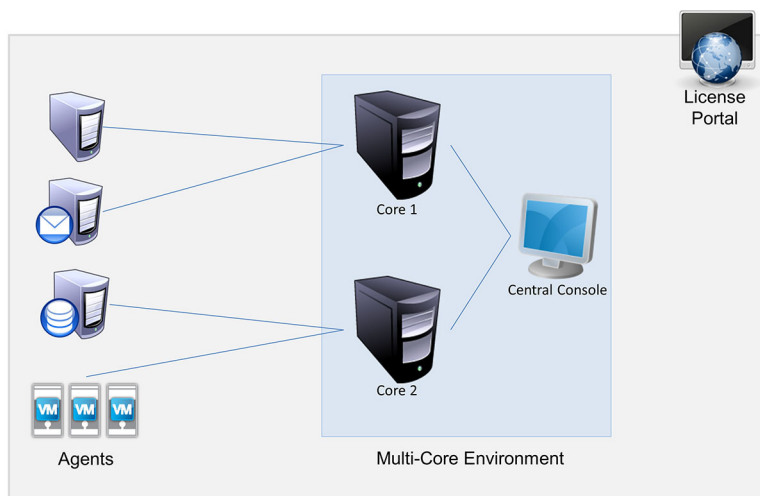 License
Portal
Core 1
Central Console
Core 2
VM VM VM
Agents
Multi-Core Environment